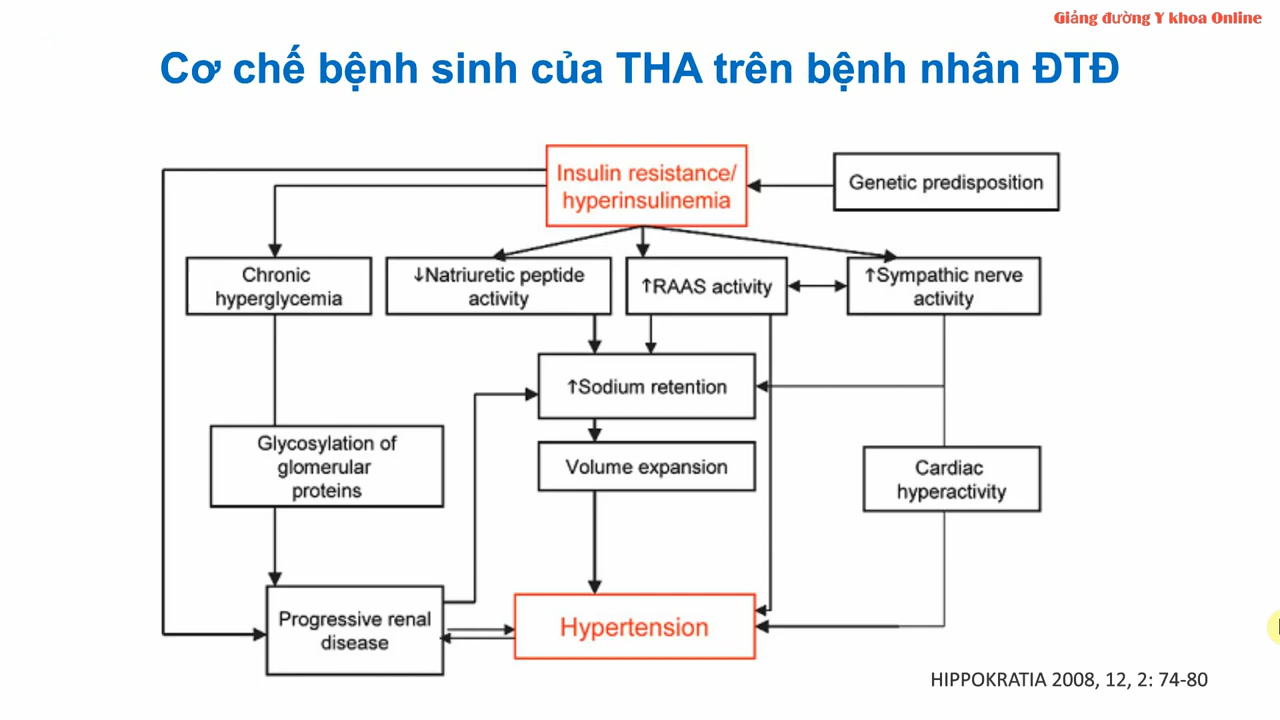 Giảng đường Y khoa Online
Cơ chế bệnh sinh của THA trên bệnh nhân ĐTĐ
Insulin resistance/
hyperinsulinemia
Genetic predisposition
Chronic
hyperglycemia
↓Natriuretic peptide
activity
↑RAAS activity
↑Sympathic nerve
activity
↑Sodium retention
Glycosylation of
glomerular
proteins
Volume expansion
Cardiac
hyperactivity
Progressive renal
disease
Hypertension
HIPPOKRATIA 2008, 12, 2: 74-80